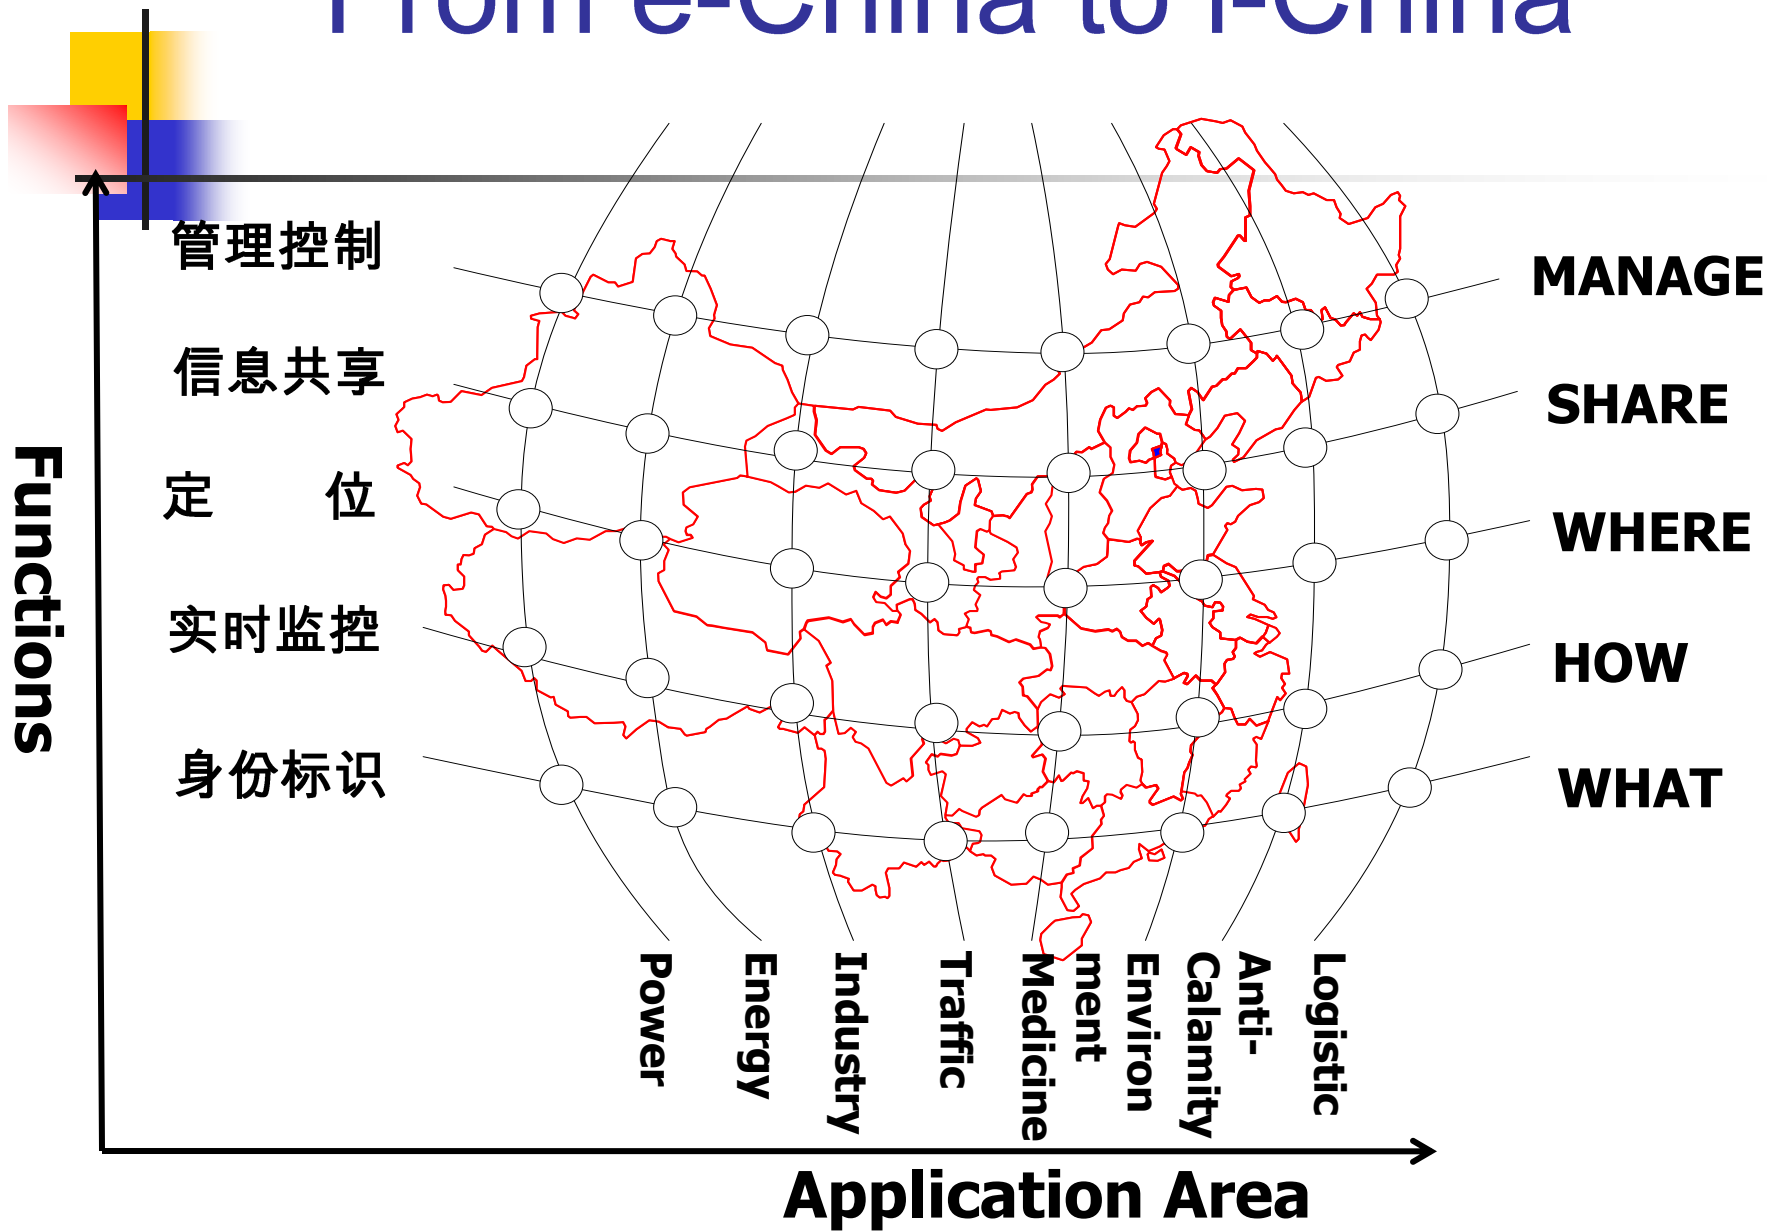 From e-China to i-China
管理控制
MANAGE
信息共享
SHARE
定 位
WHERE
实时监控
HOW
身份标识
WHAT
Functions
Power
Energy
Industry
Traffic
Medicine
Environ
ment
Anti-
Calamity
Logistic
Application Area